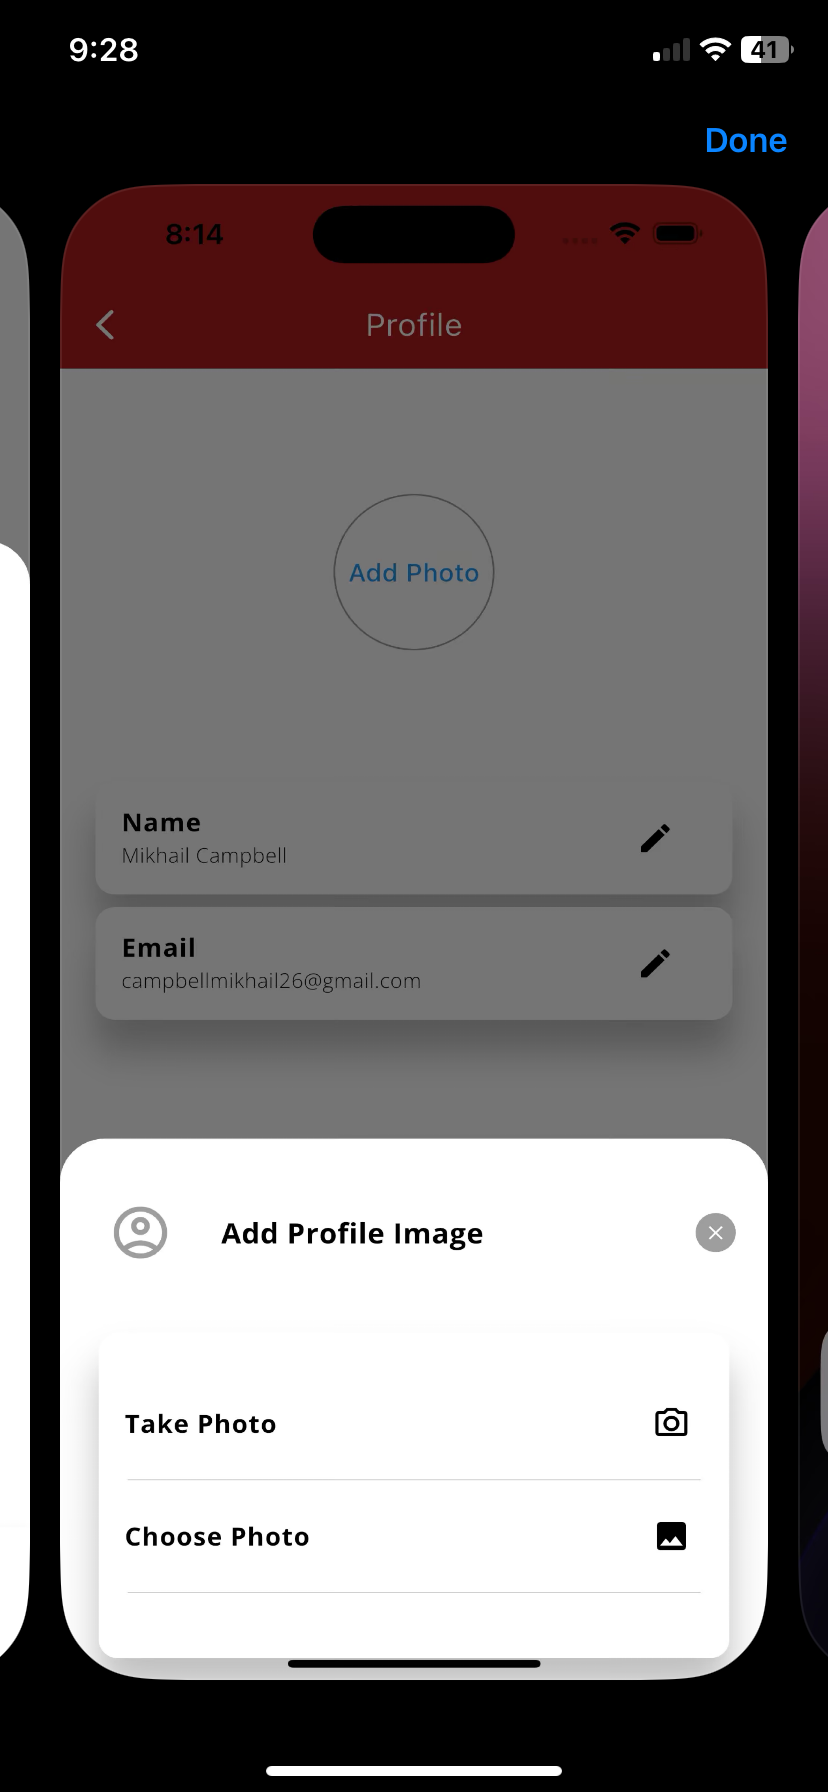 9:28
41
Done
8:14
Profile
Add Photo
Name
Mikhail Campbell
Email
campbellmikhail26@gmail.com
Add Profile Image
Take Photo
Choose Photo